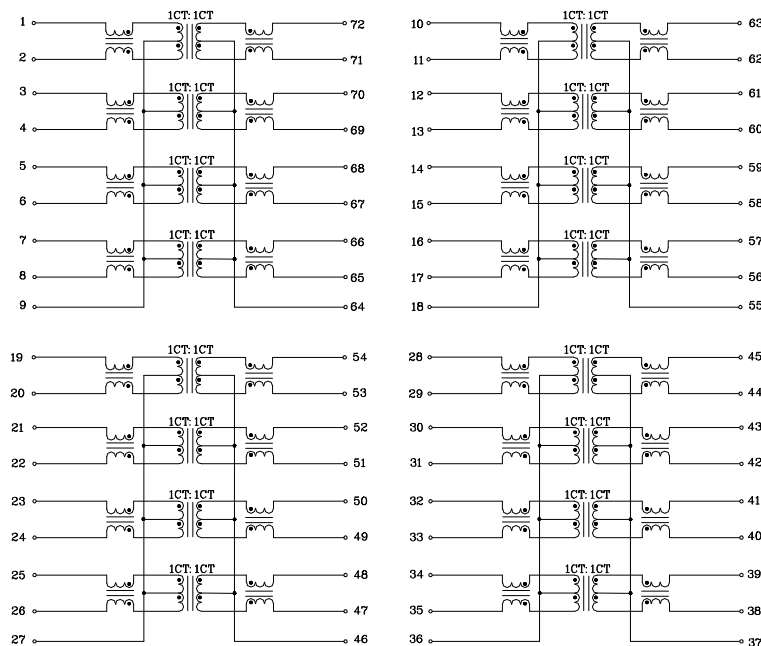 1CT: 1CT
1 72
2 71
1CT: 1CT
3 70
4 69
1CT: 1CT
5 68
6 67
1CT: 1CT
7 66
8 65
9 64
1CT: 1CT
10 63
11 62
1CT: 1CT
12 61
13 60
1CT: 1CT
14 59
15 58
1CT: 1CT
16 57
17 56
18 55
1CT: 1CT
19 54
20 53
1CT: 1CT
21 52
22 51
1CT: 1CT
23 50
24 49
1CT: 1CT
25 48
26 47
27 46
1CT: 1CT
28 45
29 44
1CT: 1CT
30 43
31 42
1CT: 1CT
32 41
33 40
1CT: 1CT
34 39
35 38
36 37